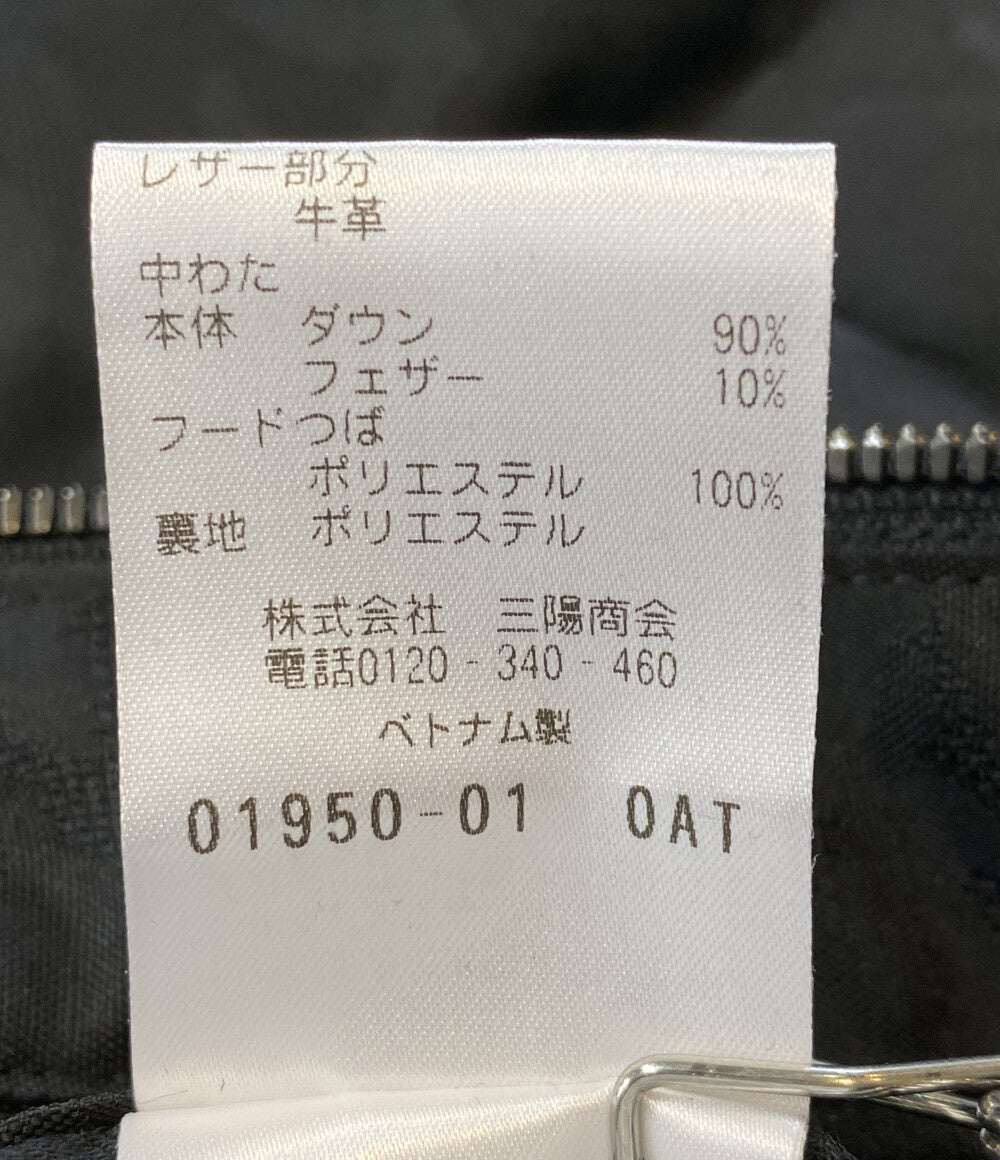 レザー部分
牛革
中わた
本体 ダウン 90%
フェザー 10%
フードつば
ポリエステル 100%
裏地 ポリエステル
株式会社 三陽商会
電話0120-340-460
ベトナム製
01950-01 0AT